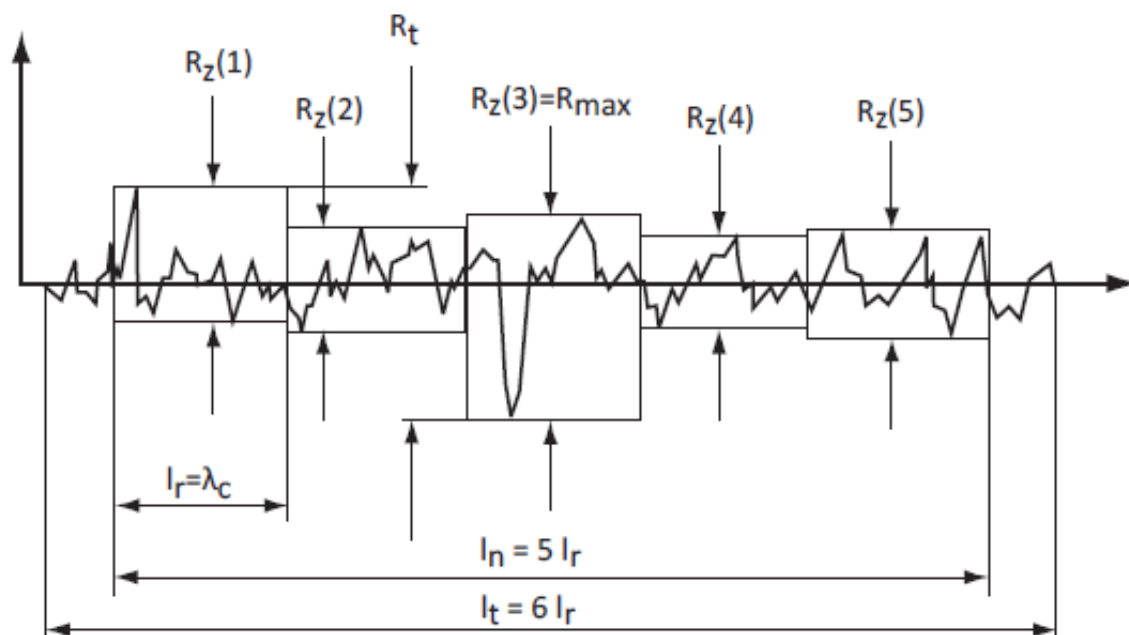 Rt
Rz(1)
Rz(2)
Rz(3)=Rmax
Rz(4)
Rz(5)
lr=λc
ln = 5 lr
lt = 6 lr